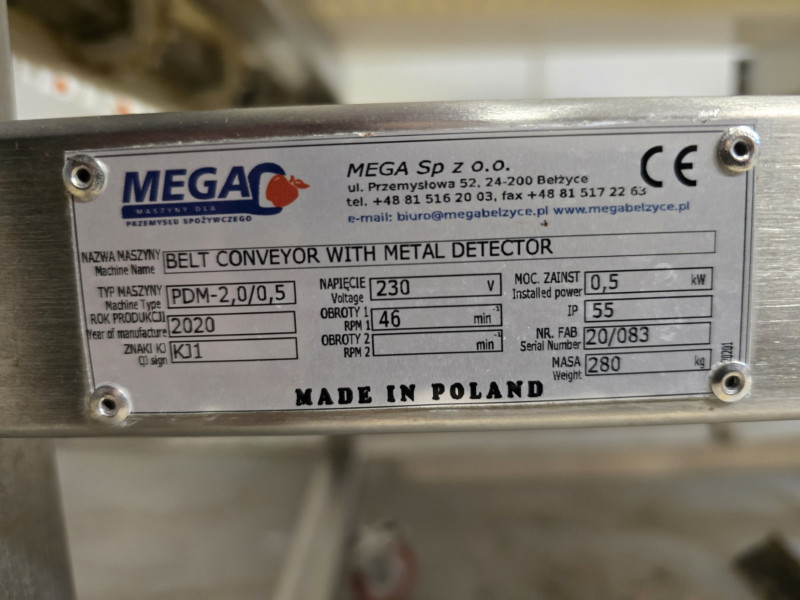 MEGA
MASZYNY DLA
PRZEMYSŁU SPOŻYWCZEGO
MEGA Sp z o.o.
ul. Przemysłowa 52, 24-200 Bełżyce
tel. +48 81 516 20 03, fax +48 81 517 22 63
e-mail: biuro@megabelzyce.pl www.megabelzyce.pl
CE
NAZWA MASZYNY
Machine Name
BELT CONVEYOR WITH METAL DETECTOR
TYP MASZYNY
Machine Type
PDM-2,0/0,5
ROK PRODUKCJI
Year of manufacture
2020
ZNAKI KJ
QJ sign
KJ1
NAPIĘCIE
Voltage
230 V
OBROTY 1
RPM 1
46 min⁻¹
OBROTY 2
RPM 2
min⁻¹
MOC. ZAINST
Installed power
0,5 kW
IP 55
NR. FAB
Serial Number
20/083
MASA
Weight
280 kg
MADE IN POLAND